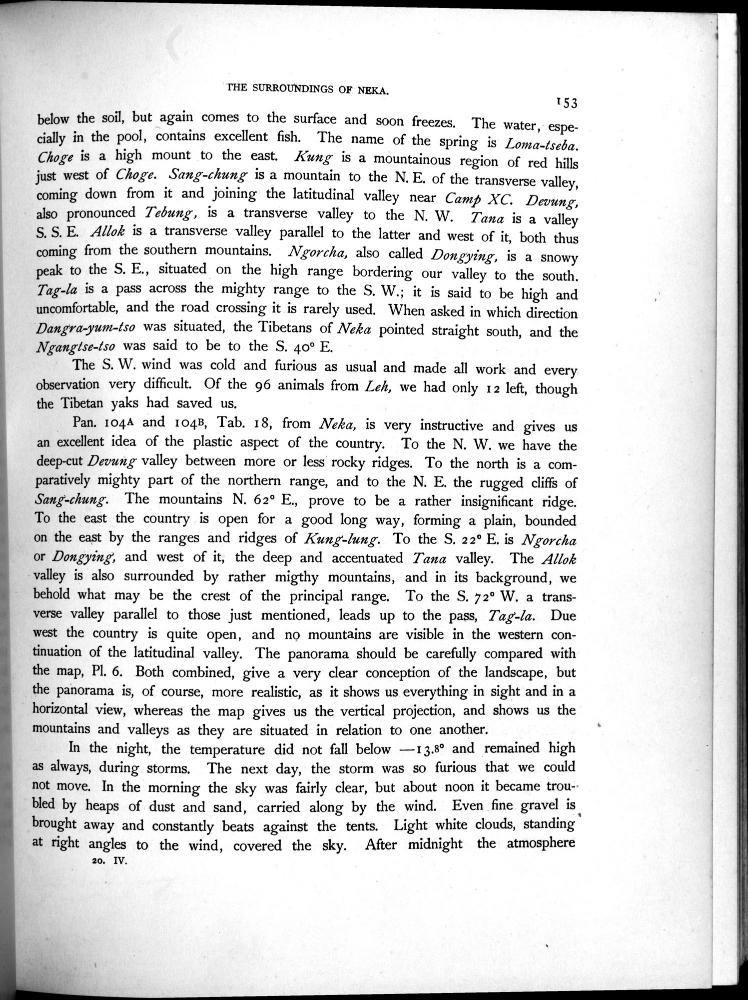 THE SURROUNDINGS OF NEKA.
153
below the soil, but again comes to the surface and soon freezes. The water, espe-
cially in the pool, contains excellent fish. The name of the spring is Loma-tseba.
Choge is a high mount to the east. Kung is a mountainous region of red hills
just west of Choge. Sang-chung is a mountain to the N. E. of the transverse valley,
coming down from it and joining the latitudinal valley near Camp XC. Devung,
also pronounced Tebung, is a transverse valley to the N. W. Tana is a valley
S. S. E. Allok is a transverse valley parallel to the latter and west of it, both thus
coming from the southern mountains. Ngorcha, also called Dongying, is a snowy
peak to the S. E., situated on the high range bordering our valley to the south.
Tag-la is a pass across the mighty range to the S. W.; it is said to be high and
uncomfortable, and the road crossing it is rarely used. When asked in which direction
Dangra-yum-tso was situated, the Tibetans of Neka pointed straight south, and the
Ngangtse-tso was said to be to the S. 40° E.
The S. W. wind was cold and furious as usual and made all work and every
observation very difficult. Of the 96 animals from Leh, we had only 12 left, though
the Tibetan yaks had saved us.
Pan. 104A and 104B, Tab. 18, from Neka, is very instructive and gives us
an excellent idea of the plastic aspect of the country. To the N. W. we have the
deep-cut Devung valley between more or less rocky ridges. To the north is a com-
paratively mighty part of the northern range, and to the N. E. the rugged cliffs of
Sang-chung. The mountains N. 62° E., prove to be a rather insignificant ridge.
To the east the country is open for a good long way, forming a plain, bounded
on the east by the ranges and ridges of Kung-lung. To the S. 22° E. is Ngorcha
or Dongying, and west of it, the deep and accentuated Tana valley. The Allok
valley is also surrounded by rather migthy mountains, and in its background, we
behold what may be the crest of the principal range. To the S. 72° W. a trans-
verse valley parallel to those just mentioned, leads up to the pass, Tag-la. Due
west the country is quite open, and no mountains are visible in the western con-
tinuation of the latitudinal valley. The panorama should be carefully compared with
the map, Pl. 6. Both combined, give a very clear conception of the landscape, but
the panorama is, of course, more realistic, as it shows us everything in sight and in a
horizontal view, whereas the map gives us the vertical projection, and shows us the
mountains and valleys as they are situated in relation to one another.
In the night, the temperature did not fall below —13.8° and remained high
as always, during storms. The next day, the storm was so furious that we could
not move. In the morning the sky was fairly clear, but about noon it became trou-
bled by heaps of dust and sand, carried along by the wind. Even fine gravel is
brought away and constantly beats against the tents. Light white clouds, standing
at right angles to the wind, covered the sky. After midnight the atmosphere
20. IV.